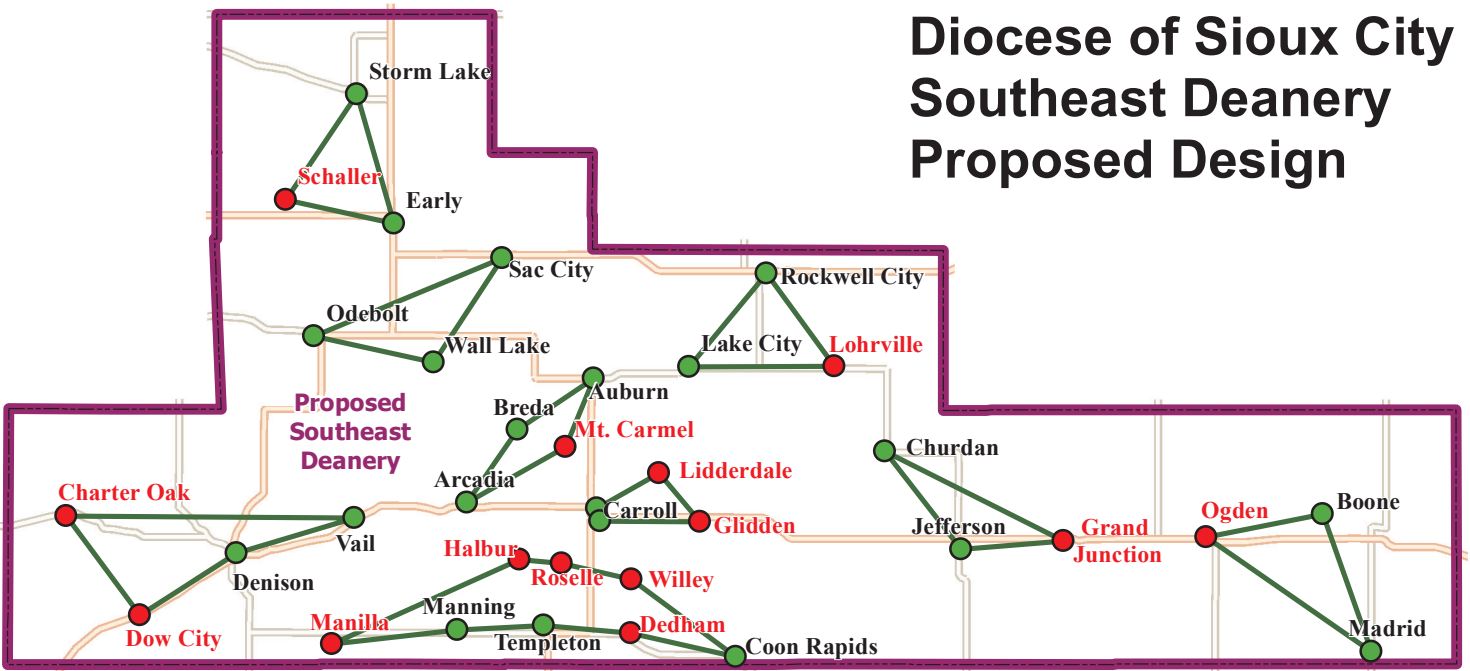 Diocese of Sioux City
Southeast Deanery
Proposed Design
Storm Lake
Schaller
Early
Sac City
Rockwell City
Odebolt
Wall Lake
Lake City
Lohrville
Auburn
Breda
Mt. Carmel
Proposed
Southeast
Deanery
Churdan
Arcadia
Lidderdale
Charter Oak
Carroll
Glidden
Jefferson
Grand
Junction
Ogden
Boone
Vail
Halbur
Roselle
Willey
Denison
Manning
Manilla
Templeton
Dedham
Dow City
Coon Rapids
Madrid